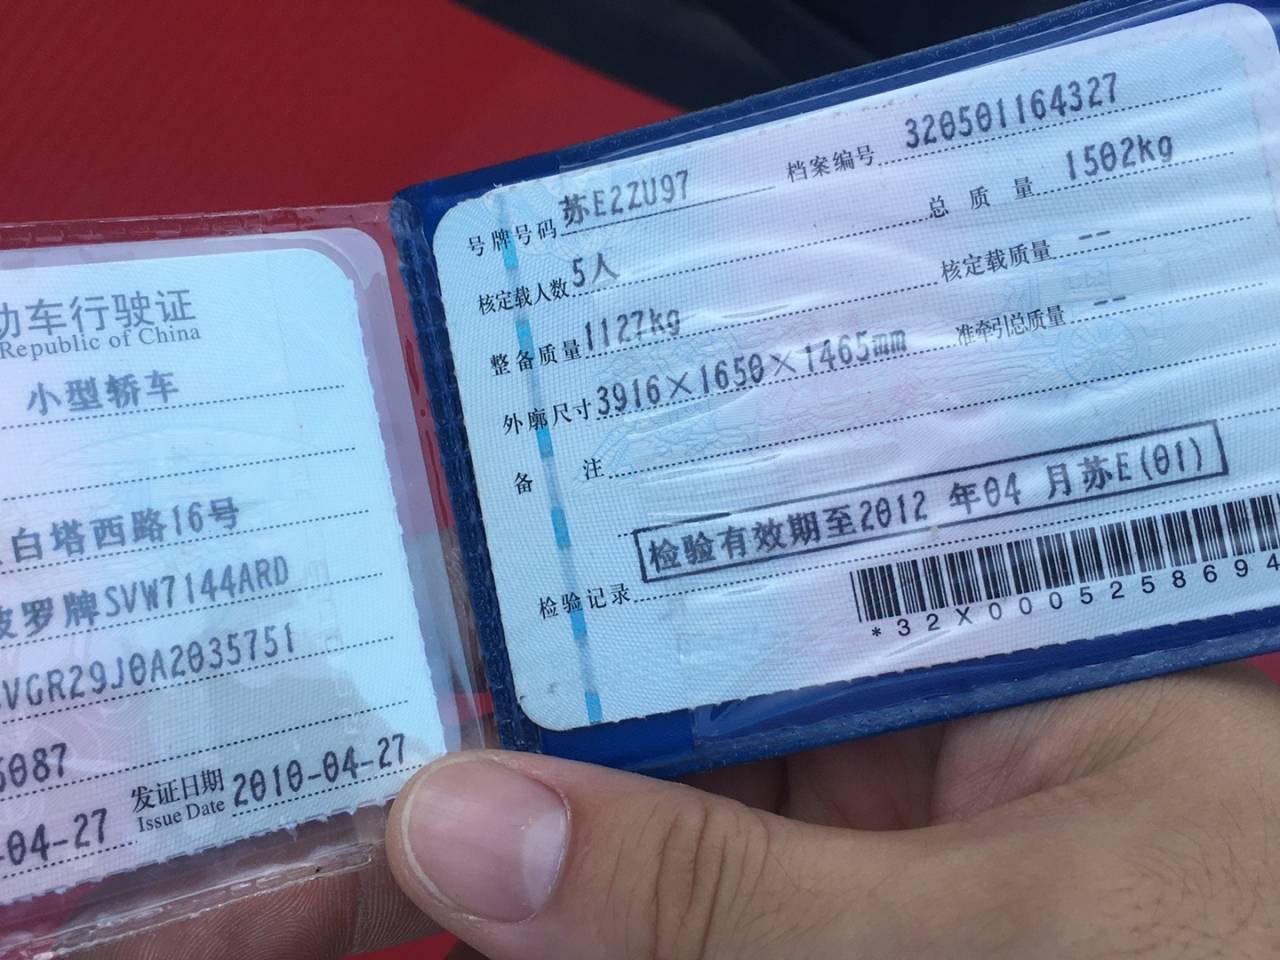 动车行驶证
Republic of China
小型轿车
白塔西路16号
波罗牌SVW7144ARD
VGR29J0A2035751
6087
发证日期 2010-04-27
Issue Date
-04-27
号牌号码 苏E2ZU97 档案编号 320501164327
核定载人数 5人 总质量 1502kg
整备质量 1127kg 核定载质量 --
外廓尺寸 3916×1650×1465mm 准牵引总质量 --
备注
检验有效期至2012 年04 月苏E(01)
检验记录
*32X0005258694